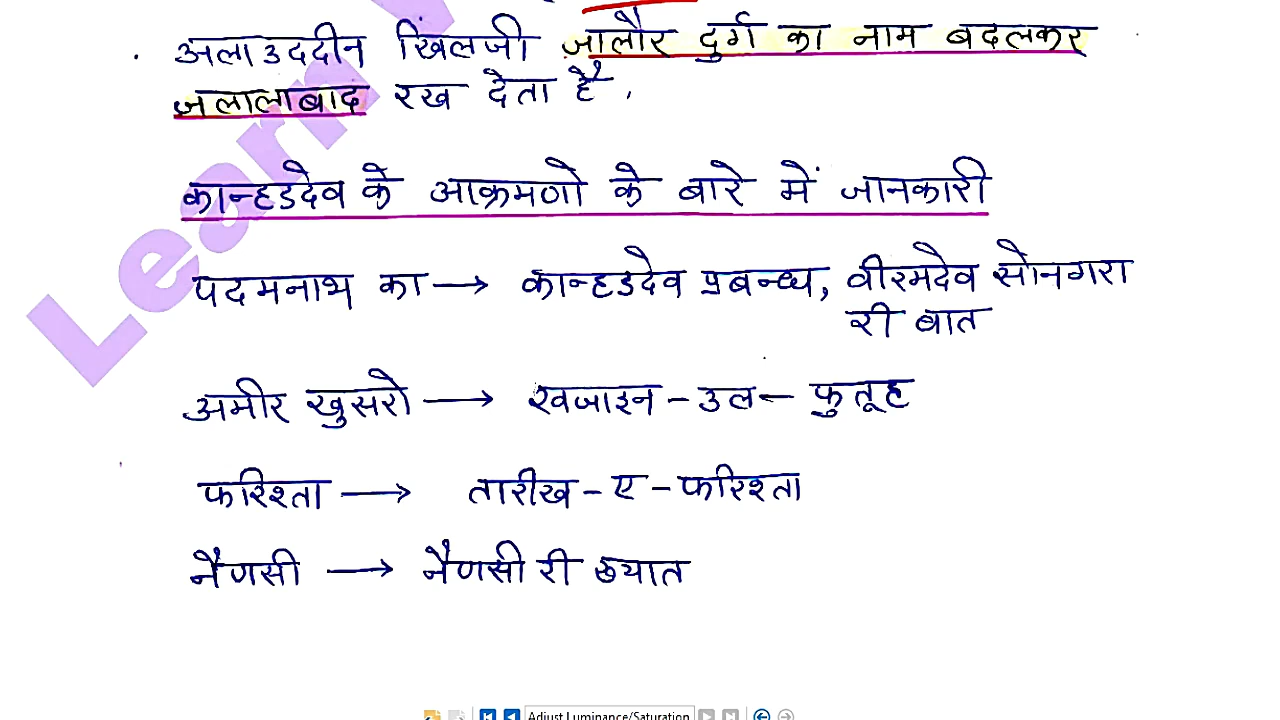 अलाउददीन खिलजी जालौर दुर्ग का नाम बदलकर
जलालाबाद रख देता है.
कान्हडदेव के आक्रमणो के बारे में जानकारी
पदमनाभ का → कान्हडदेव प्रबन्ध, वीरमदेव सोनगरा
री बात
अमीर खुसरो → खजाइन-उल-फुतूह
फरिश्ता → तारीख-ए-फरिश्ता
नैणसी → नैणसी री ख्यात
Learn
Adjust Luminance/Saturation